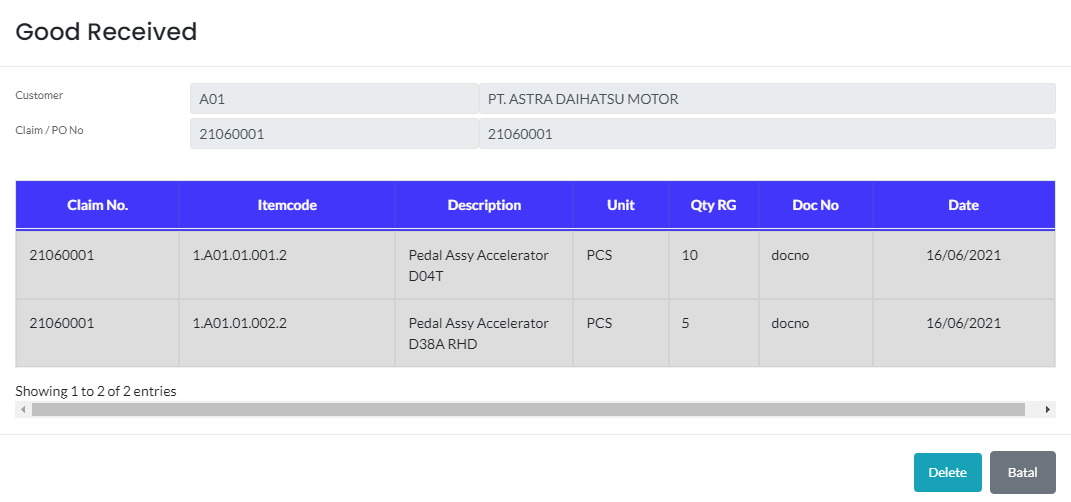 Good Received
Customer A01 PT. ASTRA DAIHATSU MOTOR
Claim / PO No 21060001 21060001
Claim No. Itemcode Description Unit Qty RG Doc No Date
21060001 1.A01.01.001.2 Pedal Assy Accelerator PCS 10 docno 16/06/2021
D04T
21060001 1.A01.01.002.2 Pedal Assy Accelerator PCS 5 docno 16/06/2021
D38A RHD
Showing 1 to 2 of 2 entries
Delete Batal